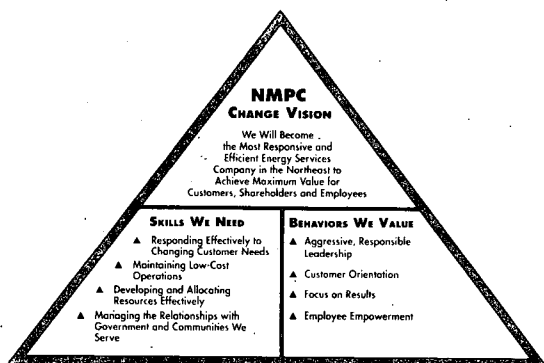 NMPC
CHANGE VISION
We Will Become
the Most Responsive and
Efficient Energy Services
Company in the Northeast to
Achieve Maximum Value for
Customers, Shareholders and Employees
SKILLS WE NEED
▲ Responding Effectively to
Changing Customer Needs
▲ Maintaining Low-Cost
Operations
▲ Developing and Allocating
Resources Effectively
▲ Managing the Relationships with
Government and Communities We
Serve
BEHAVIORS WE VALUE
▲ Aggressive, Responsible
Leadership
▲ Customer Orientation
▲ Focus on Results
▲ Employee Empowerment